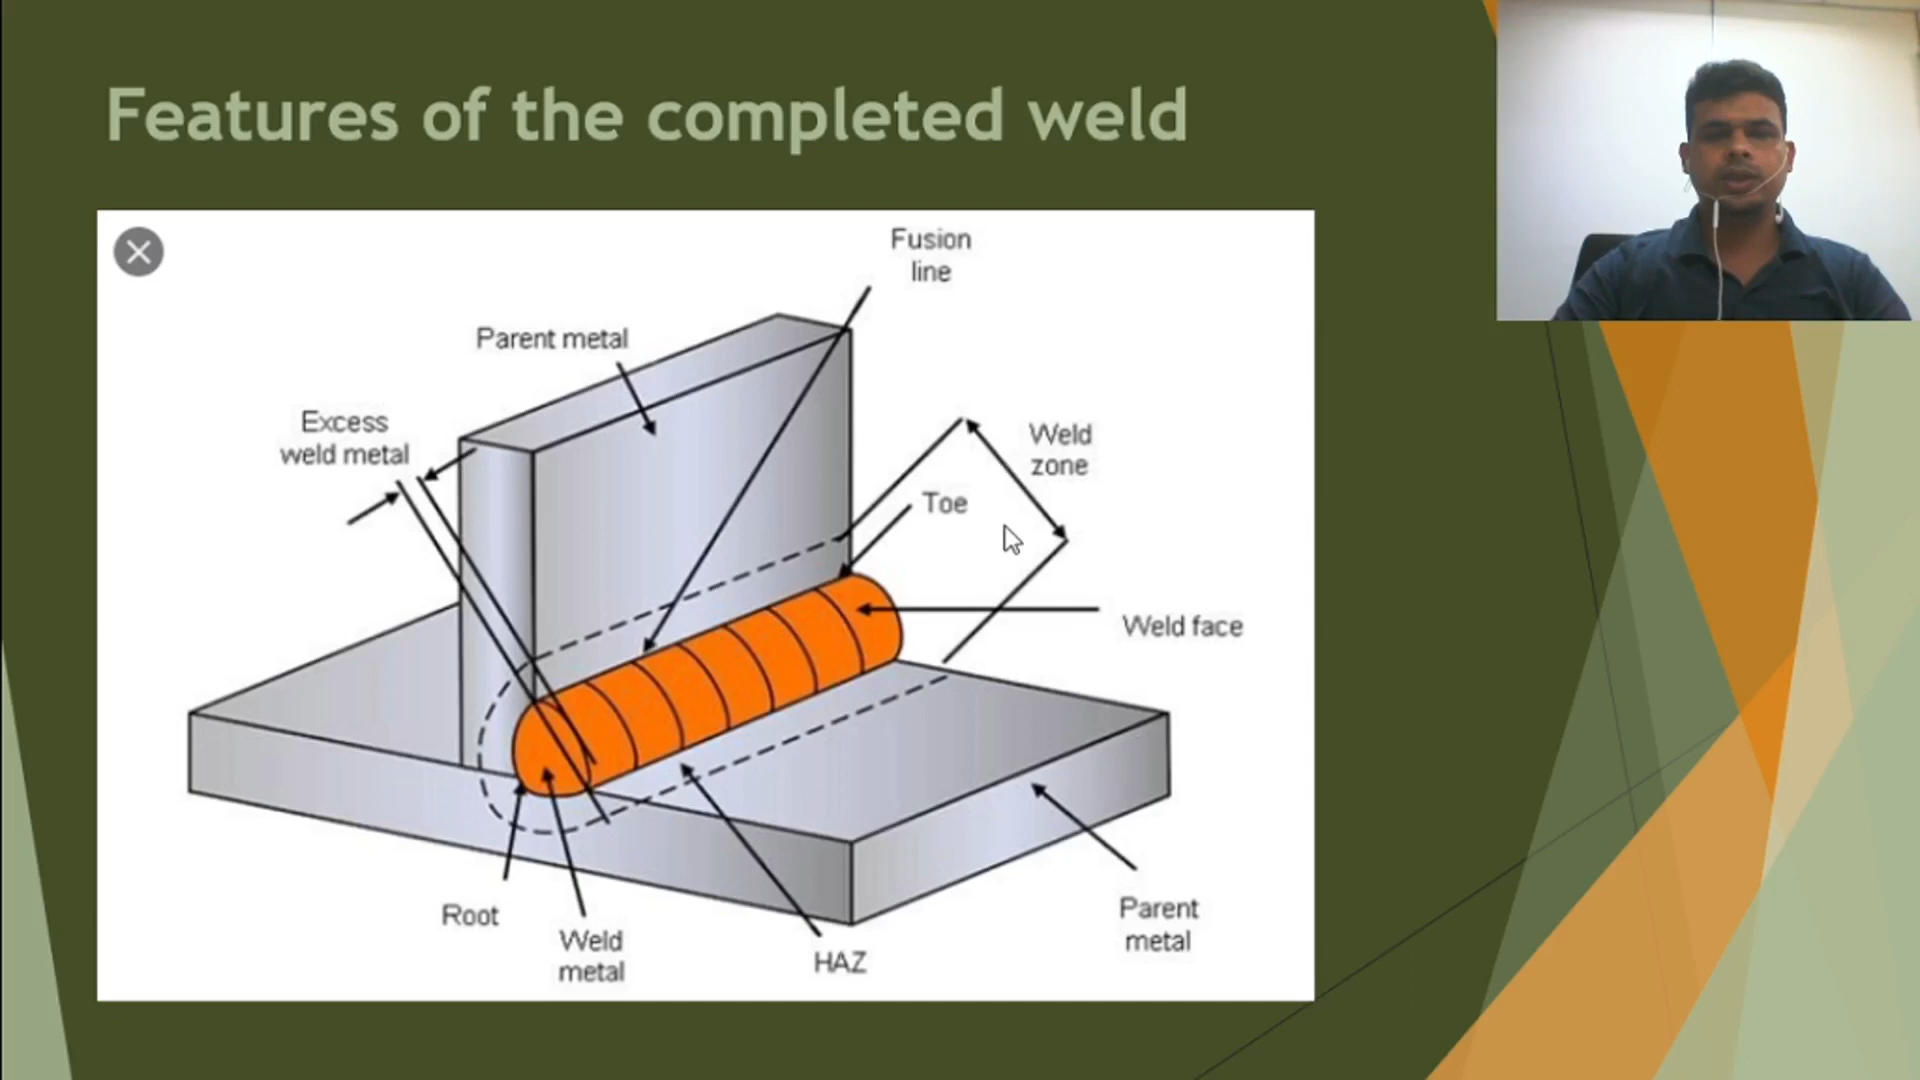 Features of the completed weld
Fusion
line
Parent metal
Excess
weld metal
Weld
zone
Toe
Weld face
Root
Weld
metal
HAZ
Parent
metal